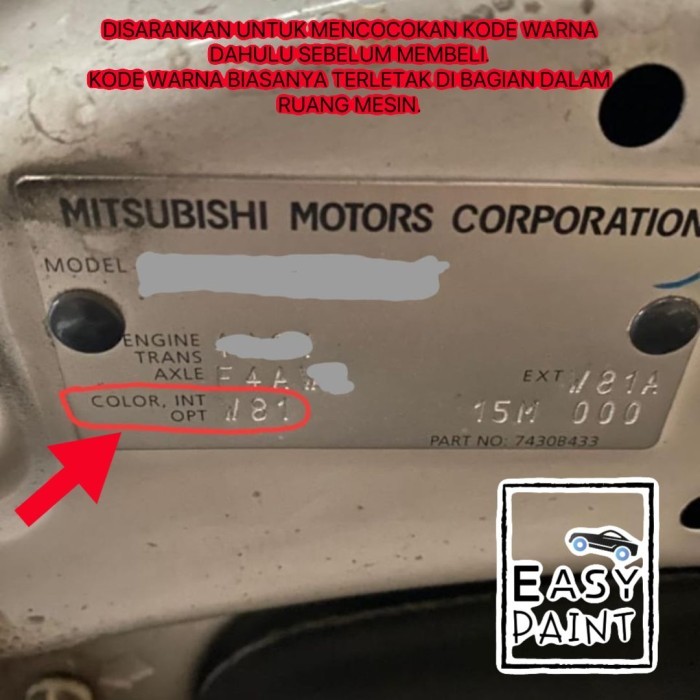 DISARANKAN UNTUK MENCOCOKAN KODE WARNA
DAHULU SEBELUM MEMBELI.
KODE WARNA BIASANYA TERLETAK DI BAGIAN DALAM
RUANG MESIN.
MITSUBISHI MOTORS CORPORATION
MODEL
ENGINE
TRANS
AXLE F4A
EXT W81A
COLOR, INT
OPT W81 15M 000
PART NO: 7430B433
EASY
PAINT